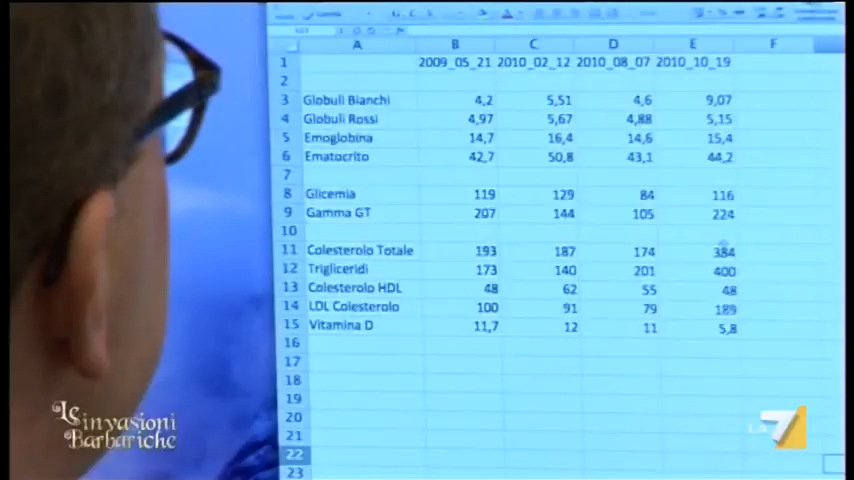 A B C D E F
1 2009_05_21 2010_02_12 2010_08_07 2010_10_19
2
3 Globuli Bianchi 4,2 5,51 4,6 9,07
4 Globuli Rossi 4,97 5,67 4,88 5,15
5 Emoglobina 14,7 16,4 14,6 15,4
6 Ematocrito 42,7 50,8 43,1 44,2
7
8 Glicemia 119 129 84 116
9 Gamma GT 207 144 105 224
10
11 Colesterolo Totale 193 187 174 384
12 Trigliceridi 173 140 201 400
13 Colesterolo HDL 48 62 55 48
14 LDL Colesterolo 100 91 79 189
15 Vitamina D 11,7 12 11 5,8
16
17
18
19
20
21
22
23
Le
invasioni
Barbariche
LA 7